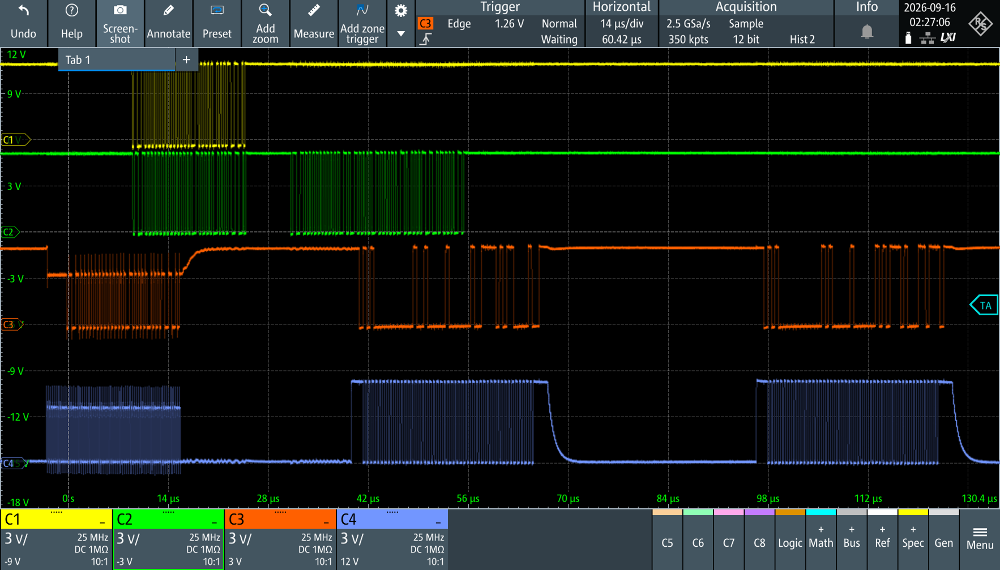 Undo
Help
Screen-
shot
Annotate
Preset
Add
zoom
Measure
Add zone
trigger
Trigger
C3 Edge 1.26 V Normal
Waiting
Horizontal
14 µs/div
60.42 µs
Acquisition
2.5 GSa/s Sample
350 kpts 12 bit Hist 2
Info
2026-09-16
02:27:06
LXI
R S
12 V
Tab 1 +
9 V
C1 V
3 V
C2
-3 V
C3 V
TA
-9 V
-12 V
C4 5 V
-18 V
0 s 14 µs 28 µs 42 µs 56 µs 70 µs 84 µs 98 µs 112 µs 130.4 µs
C1
3 V/ 25 MHz
DC 1MΩ
-9 V 10:1
C2
3 V/ 25 MHz
DC 1MΩ
-3 V 10:1
C3
3 V/ 25 MHz
DC 1MΩ
3 V 10:1
C4
3 V/ 25 MHz
DC 1MΩ
12 V 10:1
C5
C6
C7
C8
Logic
+
Math
+
Bus
+
Ref
+
Spec
Gen
Menu